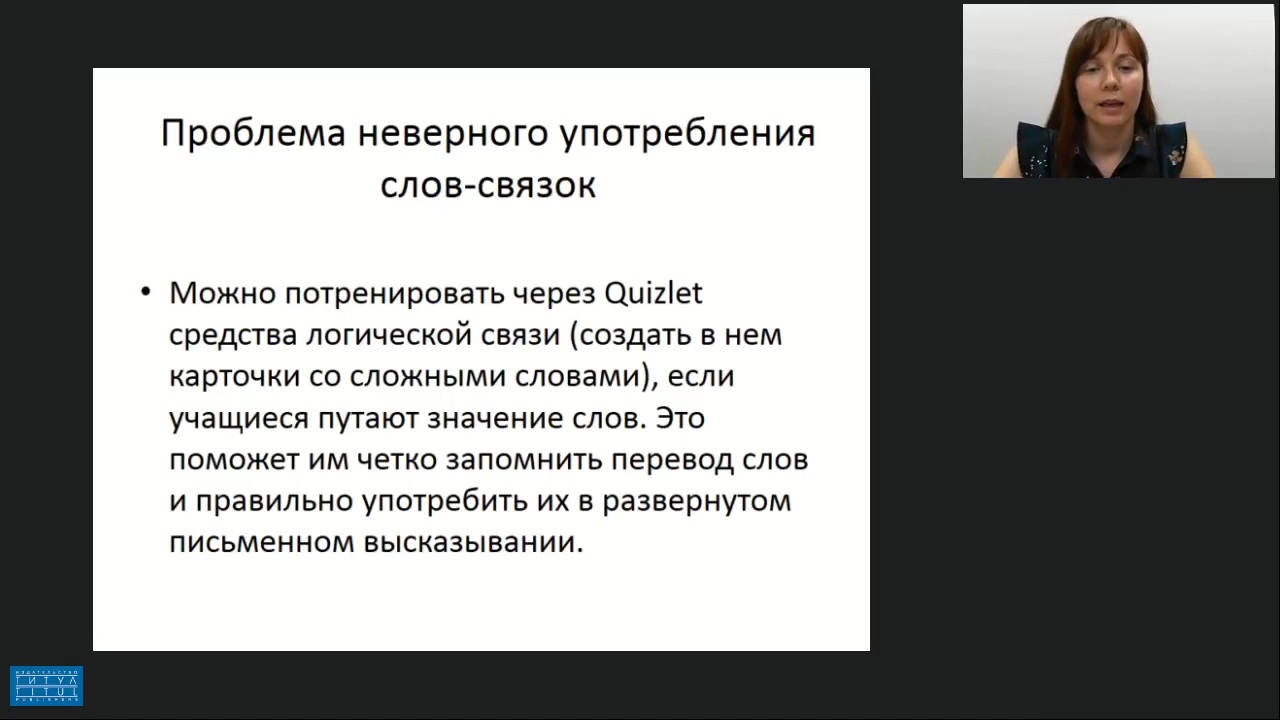 Проблема неверного употребления
слов-связок
• Можно потренировать через Quizlet
средства логической связи (создать в нем
карточки со сложными словами), если
учащиеся путают значение слов. Это
поможет им четко запомнить перевод слов
и правильно употребить их в развернутом
письменном высказывании.
ИЗДАТЕЛЬСТВО
ТИТУЛ
TITUL
PUBLISHERS